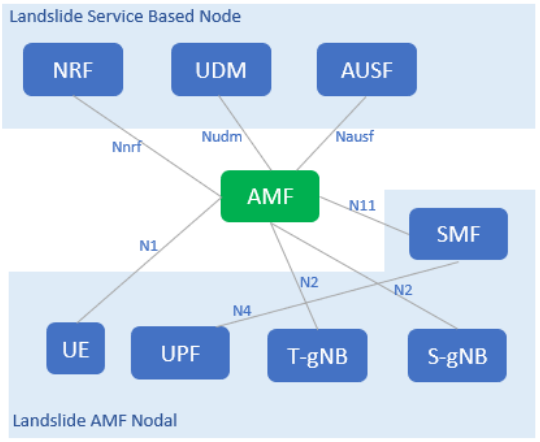 Landslide Service Based Node
NRF
UDM
AUSF
Nnrf
Nudm
Nausf
AMF
N11
SMF
N1
N2
N2
N4
UE
UPF
T-gNB
S-gNB
Landslide AMF Nodal